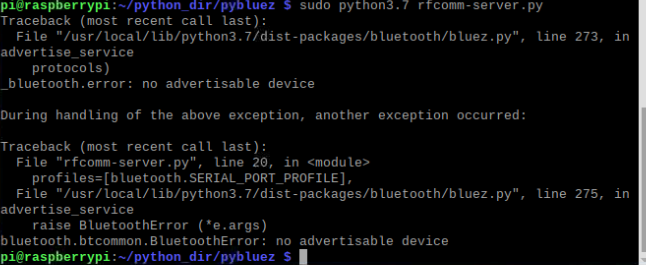 pi@raspberrypi:~/python_dir/pybluez $ sudo python3.7 rfcomm-server.py
Traceback (most recent call last):
  File "/usr/local/lib/python3.7/dist-packages/bluetooth/bluez.py", line 273, in
advertise_service
    protocols)
_bluetooth.error: no advertisable device

During handling of the above exception, another exception occurred:

Traceback (most recent call last):
  File "rfcomm-server.py", line 20, in <module>
    profiles=[bluetooth.SERIAL_PORT_PROFILE],
  File "/usr/local/lib/python3.7/dist-packages/bluetooth/bluez.py", line 275, in
advertise_service
    raise BluetoothError (*e.args)
bluetooth.btcommon.BluetoothError: no advertisable device
pi@raspberrypi:~/python_dir/pybluez $